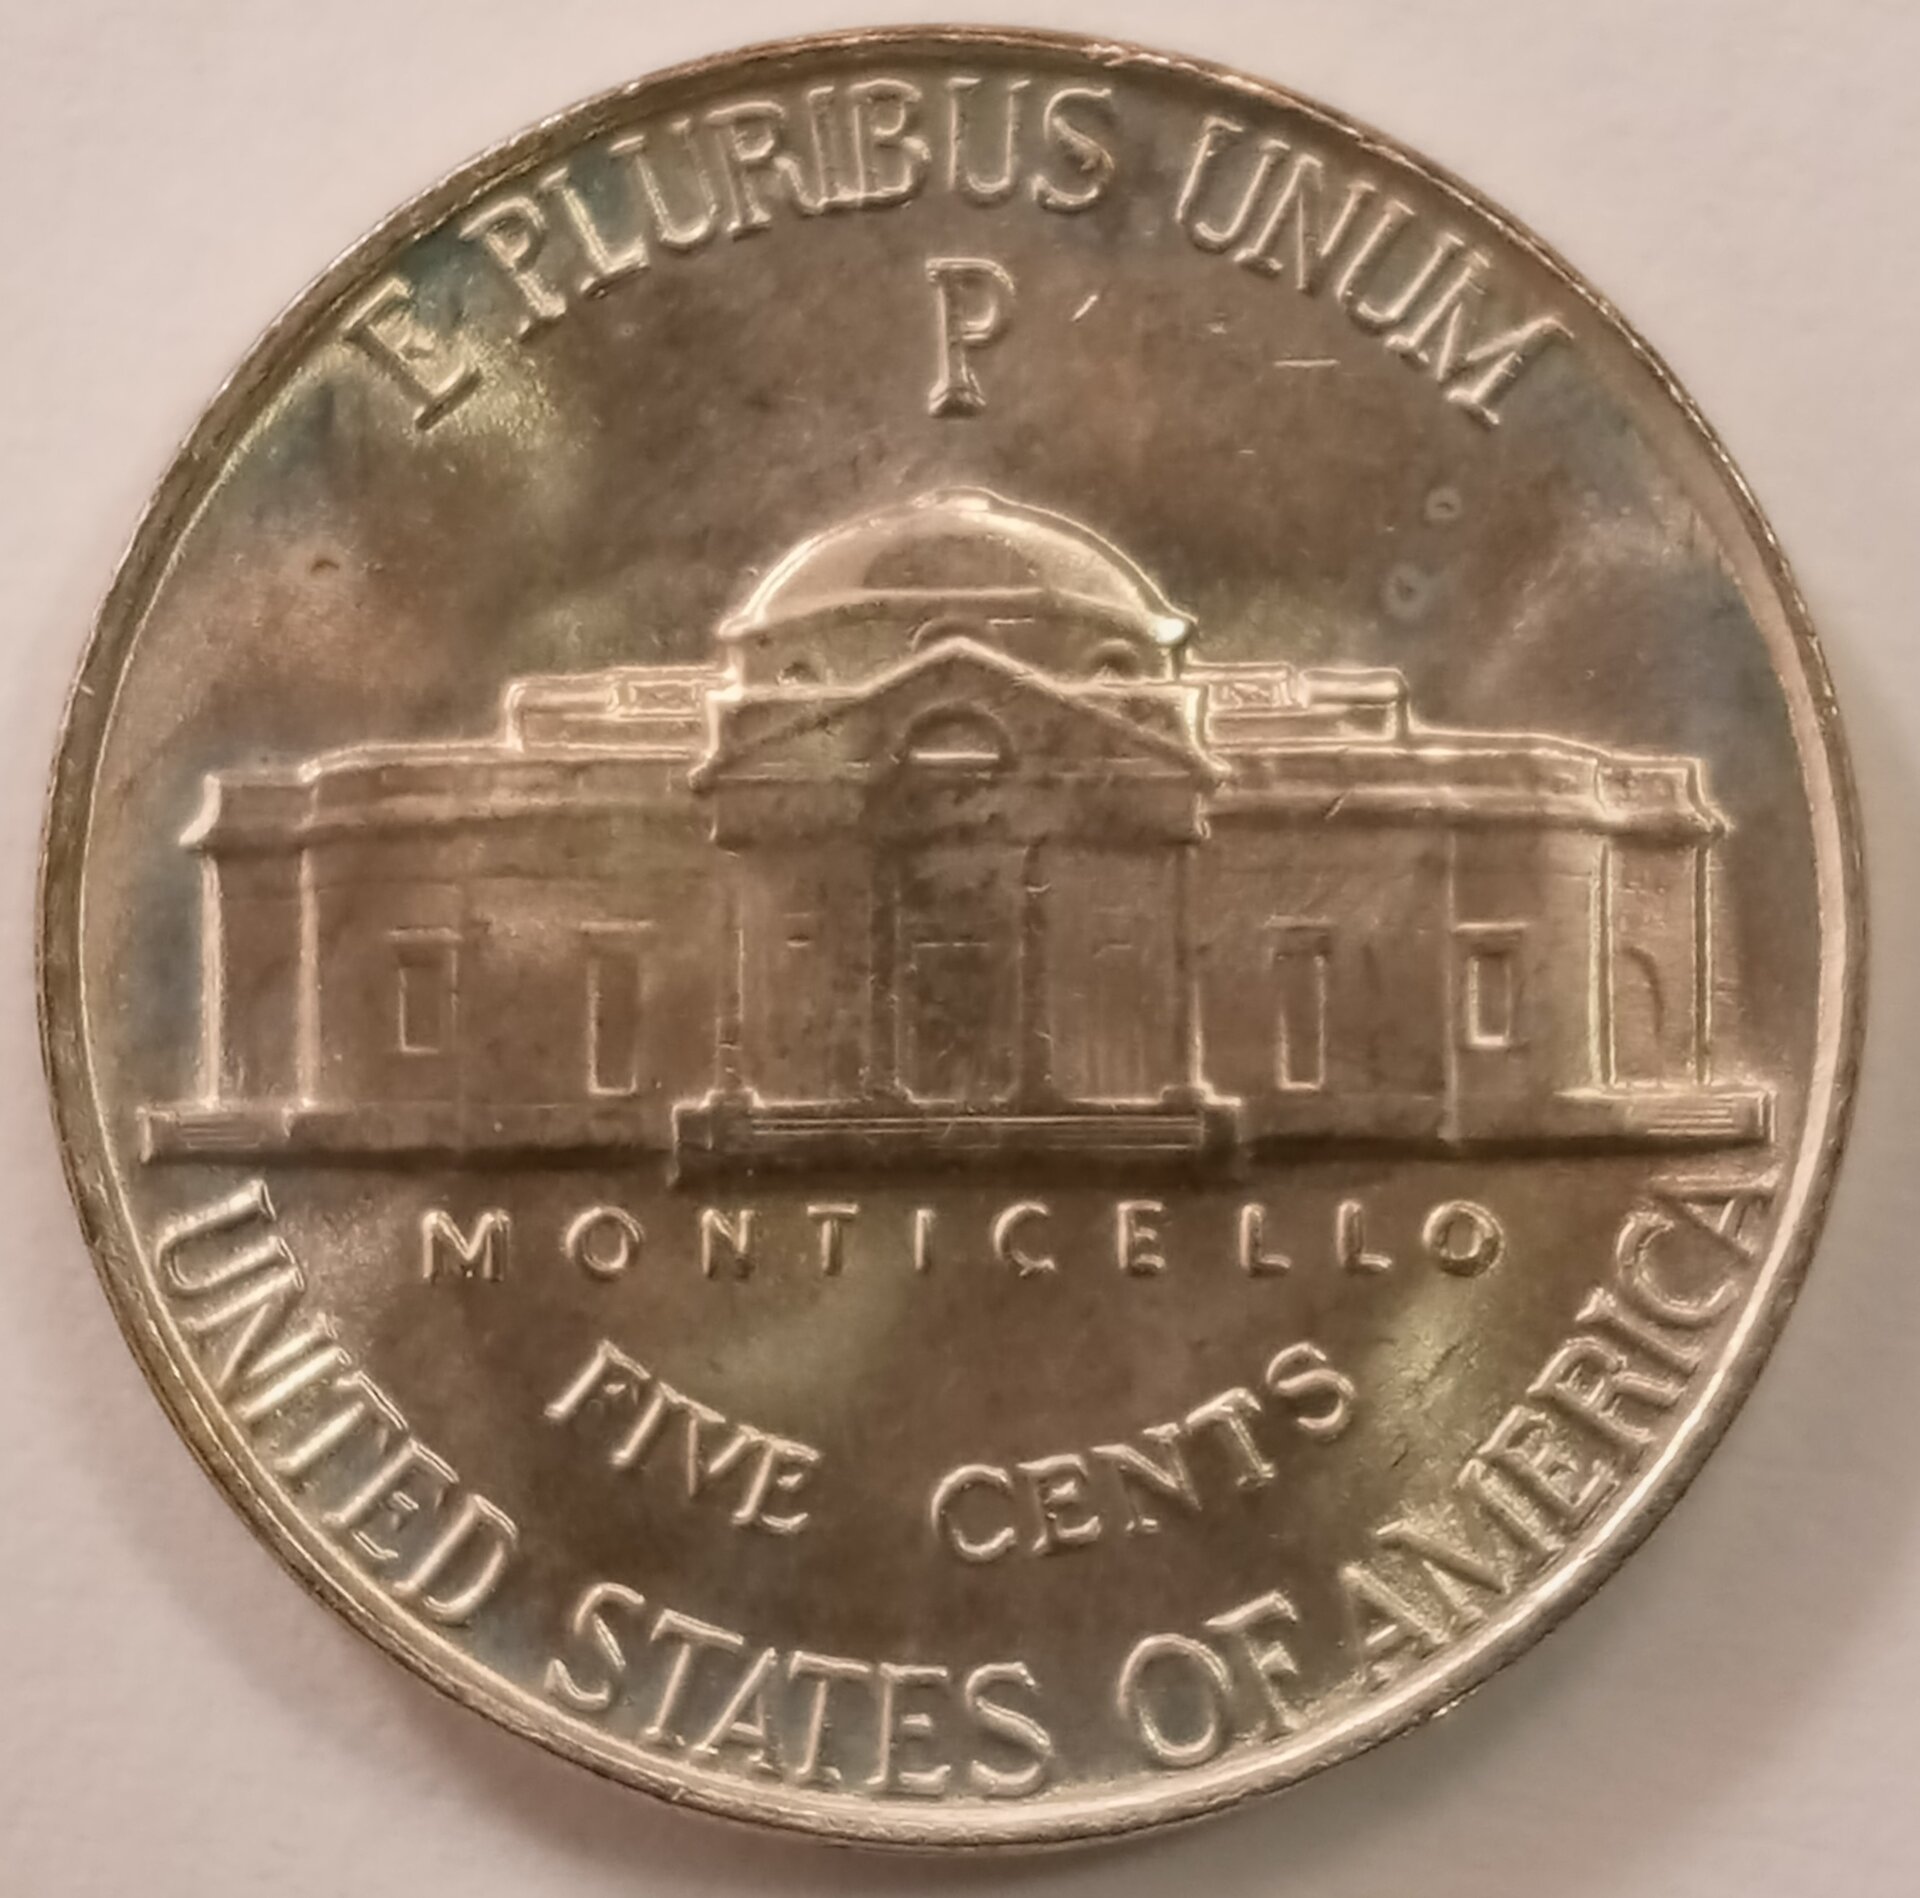 E PLURIBUS UNUM
P
MONTICELLO
FIVE CENTS
UNITED STATES OF AMERICA